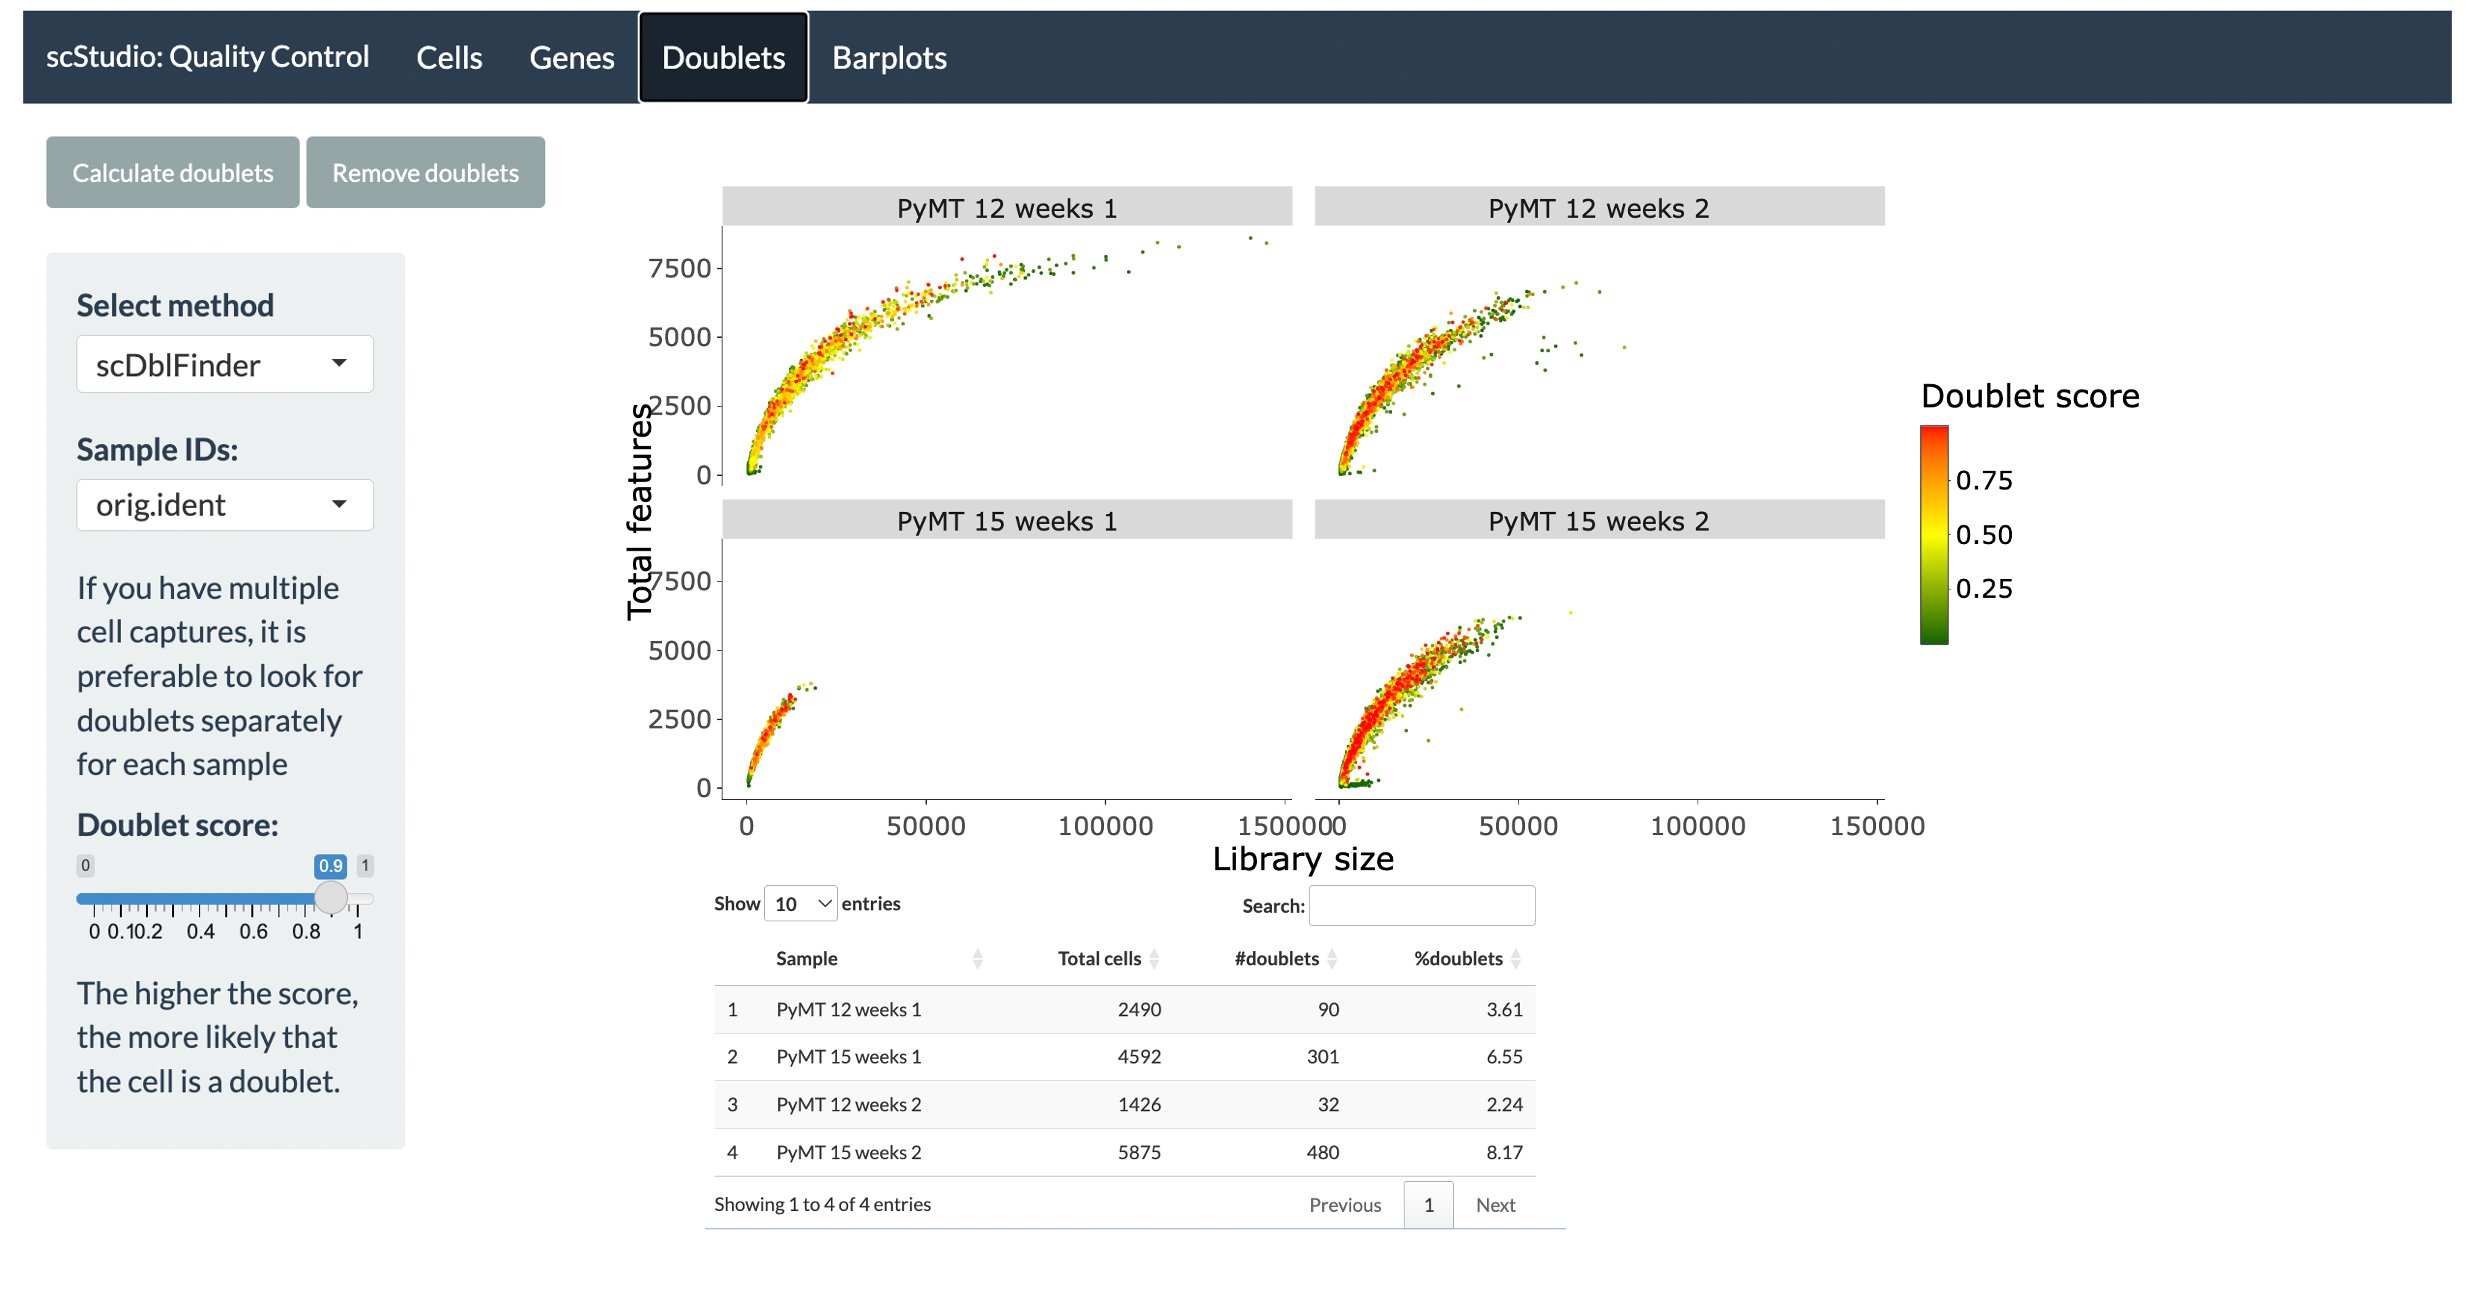 scStudio: Quality Control Cells Genes Doublets Barplots
Calculate doublets Remove doublets
Select method
scDblFinder
Sample IDs:
orig.ident
If you have multiple
cell captures, it is
preferable to look for
doublets separately
for each sample
Doublet score:
0 0.9 1
0 0.1 0.2 0.4 0.6 0.8 1
The higher the score,
the more likely that
the cell is a doublet.
PyMT 12 weeks 1 PyMT 12 weeks 2
7500
5000
2500
0
PyMT 15 weeks 1 PyMT 15 weeks 2
7500
5000
2500
0
Total features
0 50000 100000 150000 0 50000 100000 150000
Library size
Doublet score
0.75
0.50
0.25
Show 10 entries Search:
Sample Total cells #doublets %doublets
1 PyMT 12 weeks 1 2490 90 3.61
2 PyMT 15 weeks 1 4592 301 6.55
3 PyMT 12 weeks 2 1426 32 2.24
4 PyMT 15 weeks 2 5875 480 8.17
Showing 1 to 4 of 4 entries Previous 1 Next